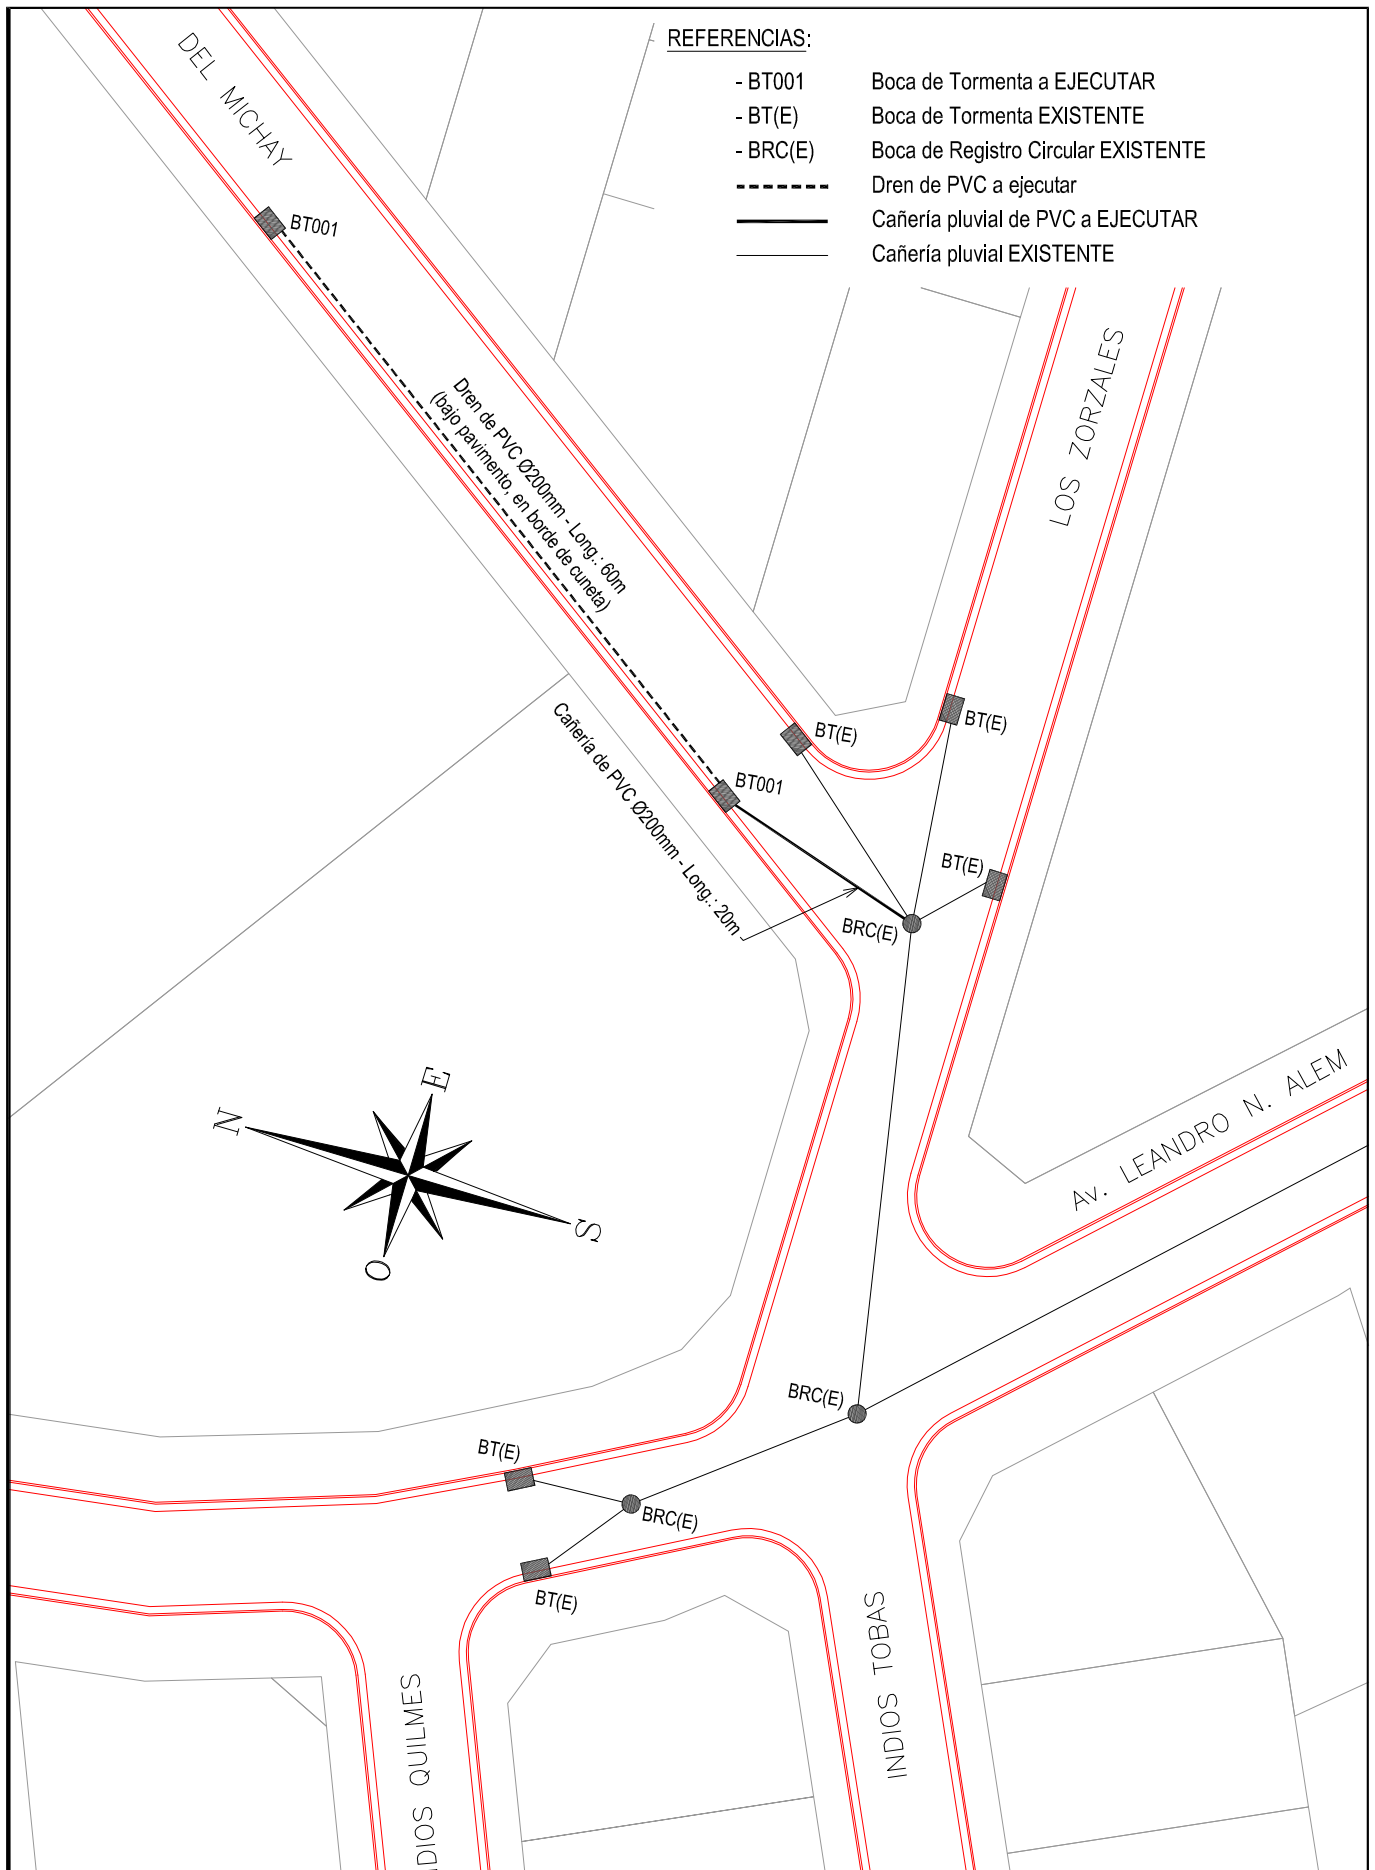 REFERENCIAS:
- BT001 Boca de Tormenta a EJECUTAR
- BT(E) Boca de Tormenta EXISTENTE
- BRC(E) Boca de Registro Circular EXISTENTE
Dren de PVC a ejecutar
Cañería pluvial de PVC a EJECUTAR
Cañería pluvial EXISTENTE
DEL MICHAY
BT001
LOS ZORZALES
Dren de PVC Ø200mm - Long.: 60m
(bajo pavimento, en borde de cuneta)
BT(E)
BT(E)
Cañería de PVC Ø200mm - Long.: 20m
BT001
BT(E)
BRC(E)
N
E
S
O
Av. LEANDRO N. ALEM
BRC(E)
BT(E)
BRC(E)
BT(E)
INDIOS TOBAS
DIOS QUILMES